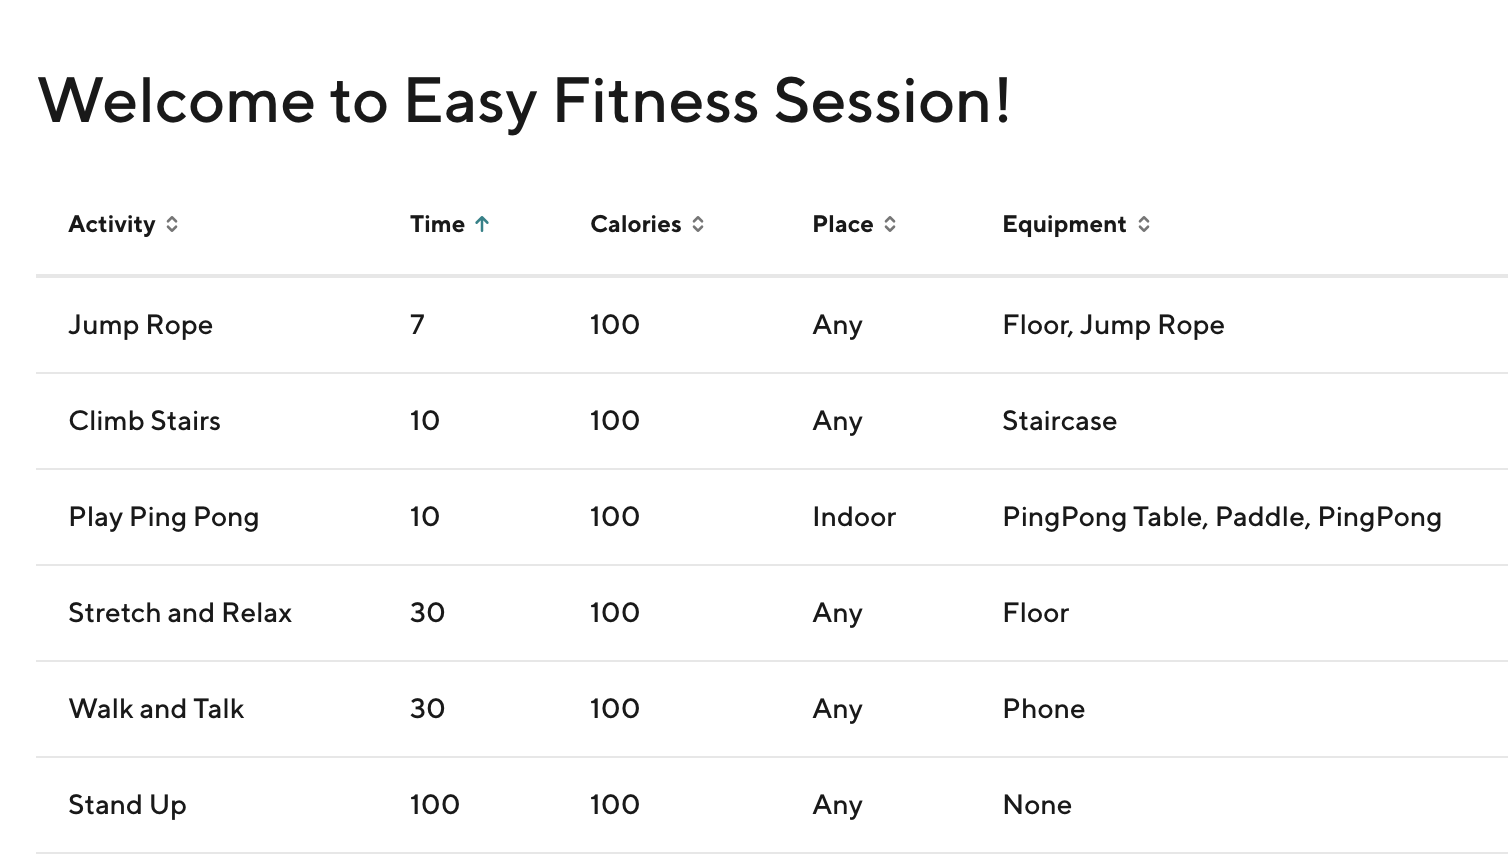 Welcome to Easy Fitness Session!
Activity Time Calories Place Equipment
Jump Rope 7 100 Any Floor, Jump Rope
Climb Stairs 10 100 Any Staircase
Play Ping Pong 10 100 Indoor PingPong Table, Paddle, PingPong
Stretch and Relax 30 100 Any Floor
Walk and Talk 30 100 Any Phone
Stand Up 100 100 Any None